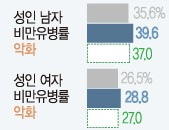 성인 남자
비만유병률
악화
35.6%
39.6
37.0
성인 여자
비만유병률
악화
26.5%
28.8
27.0